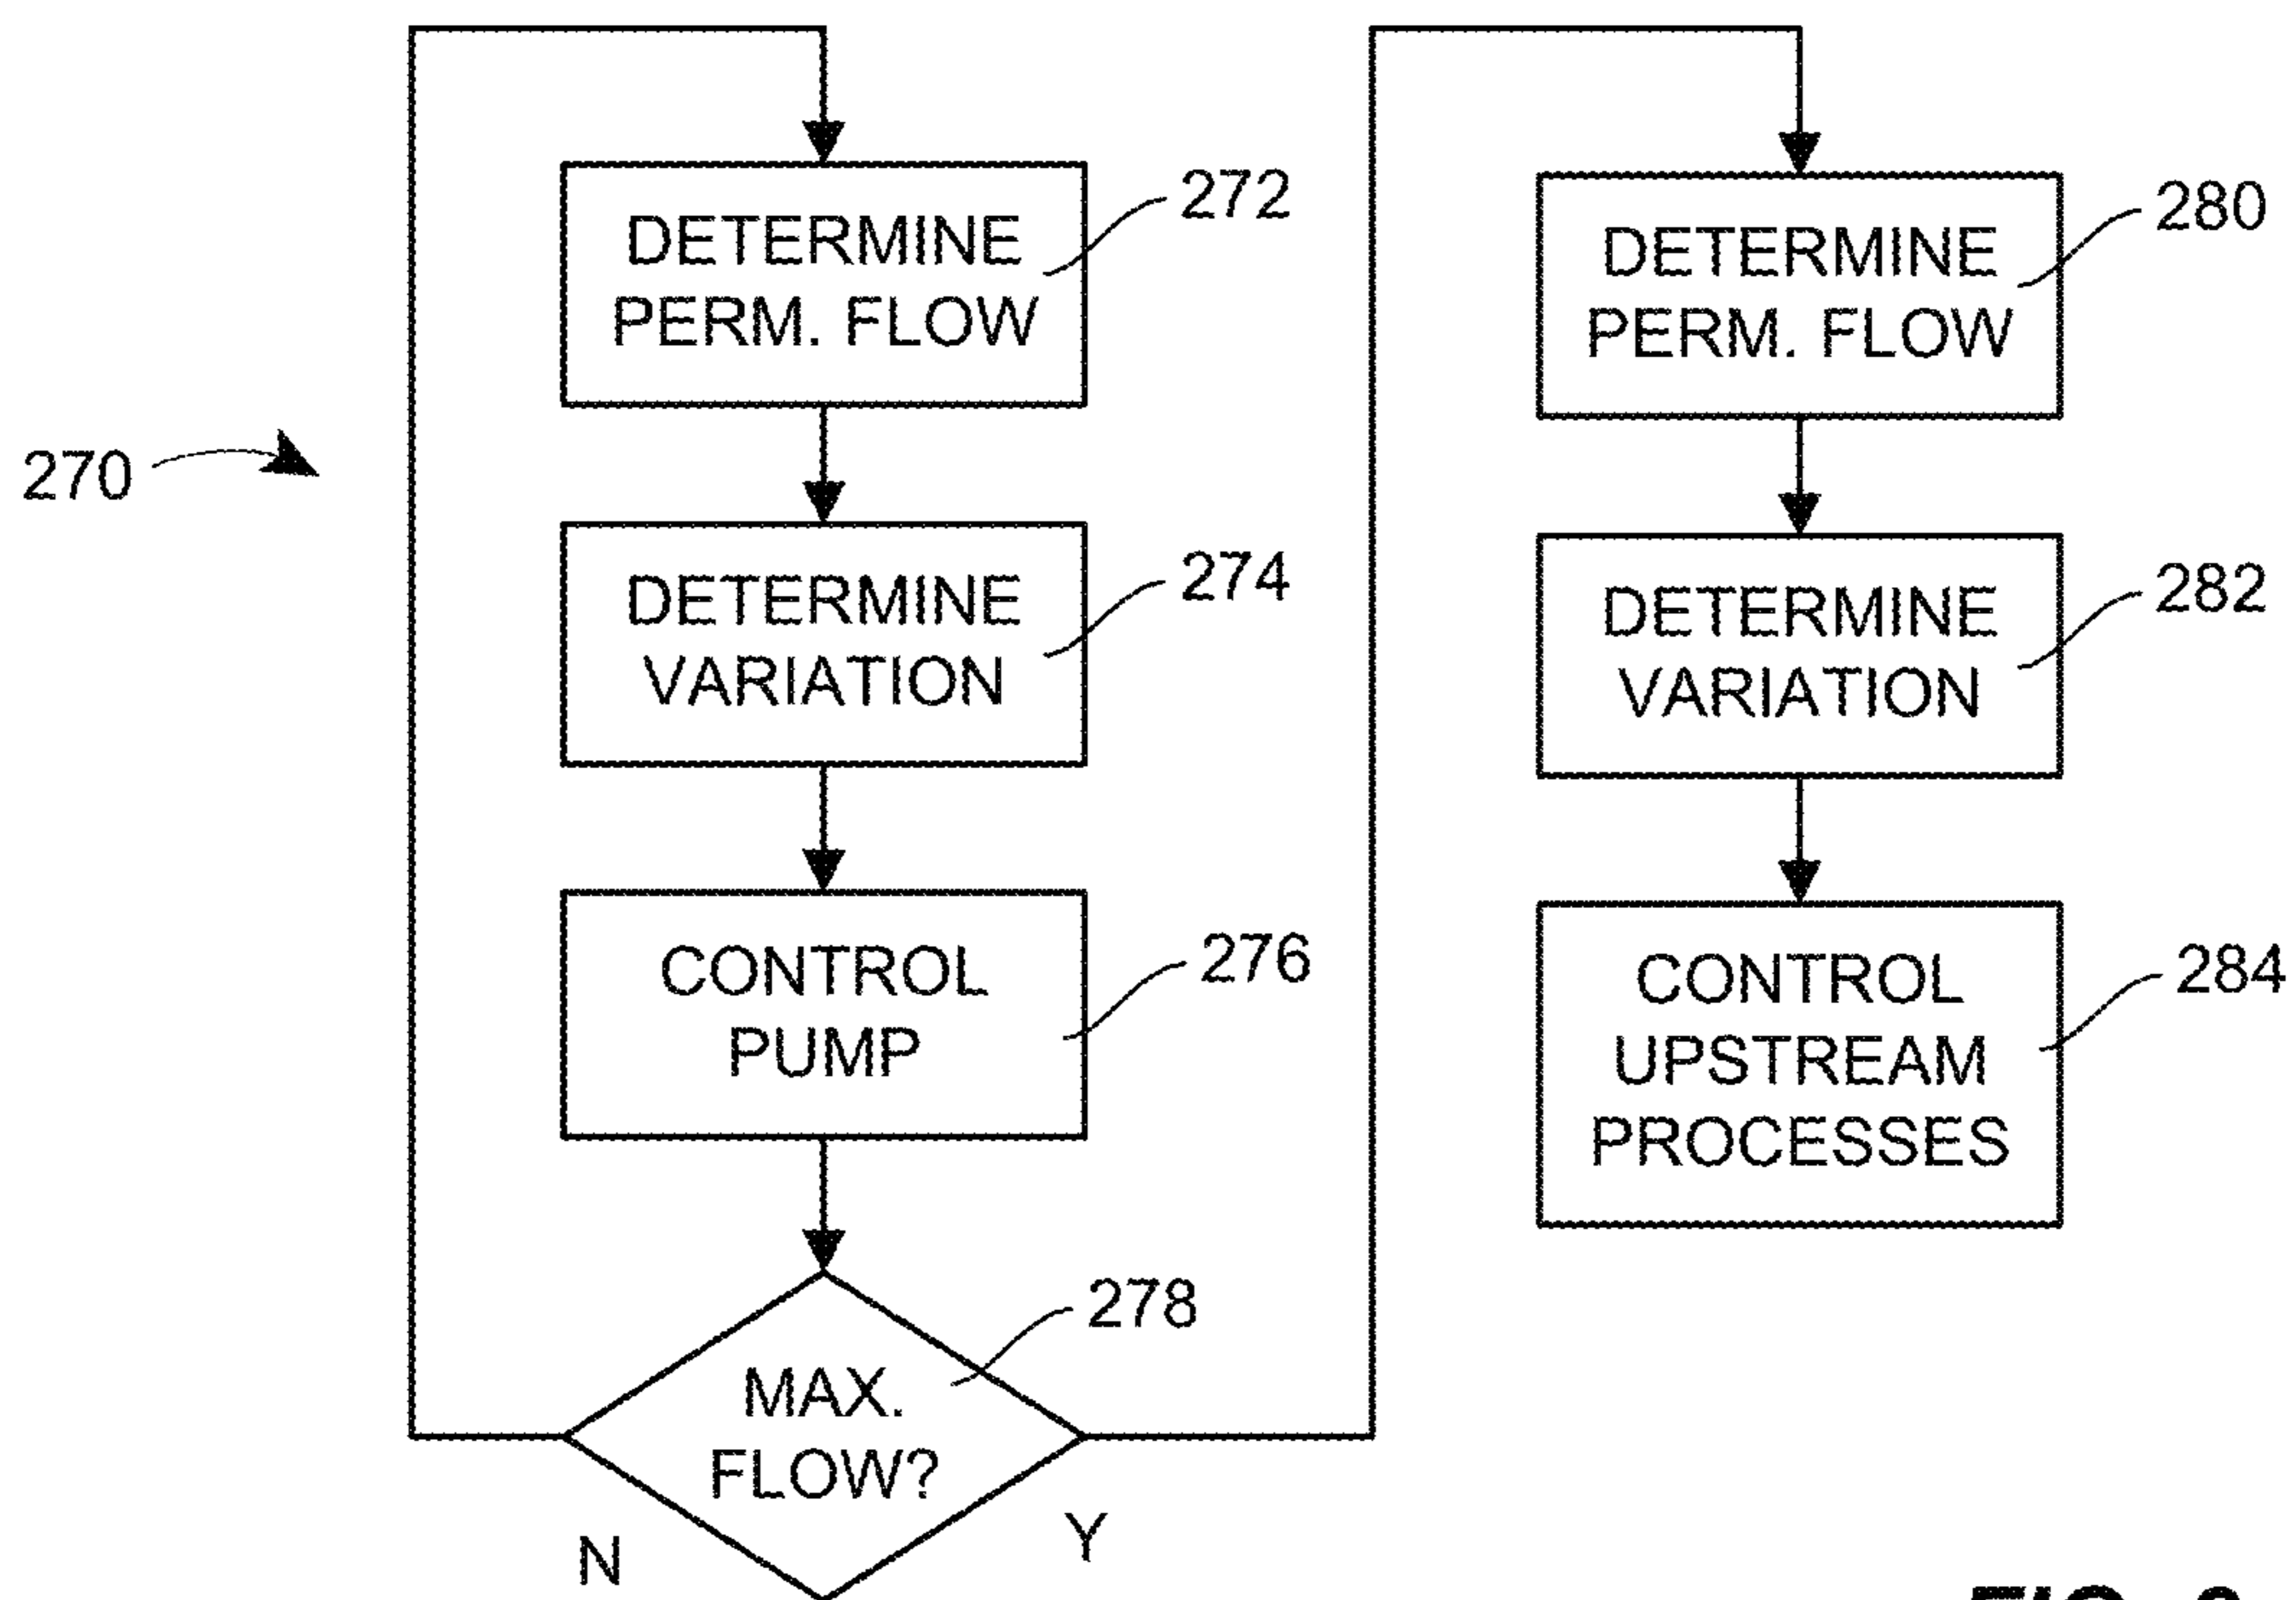 270
DETERMINE
PERM. FLOW
272
DETERMINE
VARIATION
274
CONTROL
PUMP
276
MAX.
FLOW?
278
N
Y
DETERMINE
PERM. FLOW
280
DETERMINE
VARIATION
282
CONTROL
UPSTREAM
PROCESSES
284